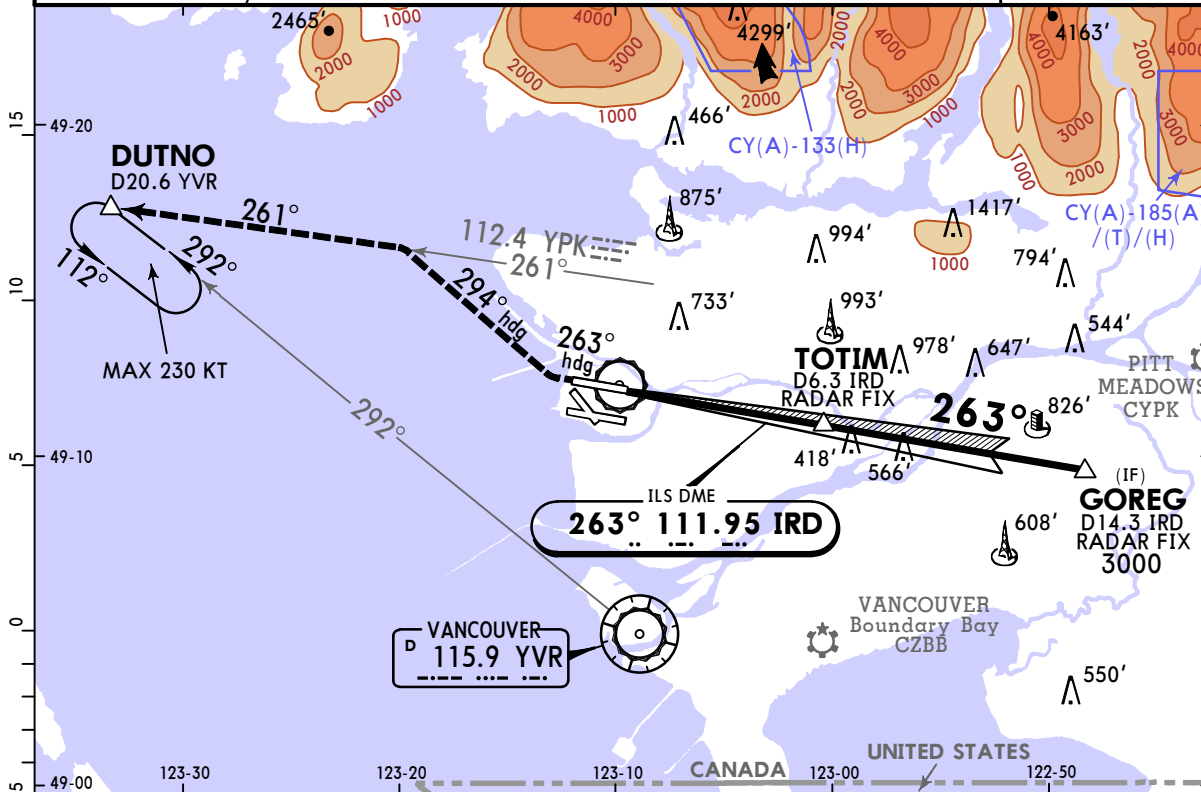 1000
2465'
2000
1000
4000
3000
2000
1000
4299'
2000
2000
4000
3000
2000
1000
4163'
4000
3000
2000
1000
2000
4000
3000
CY(A)-133(H)
CY(A)-185(A
/(T)/(H)
15
49-20
466'
DUTNO
D20.6 YVR
875'
1417'
1000
994'
794'
261°
112.4 YPK
261°
292°
112°
294° hdg
10
733'
993'
544'
MAX 230 KT
263°
hdg
978'
647'
TOTIM
D6.3 IRD
RADAR FIX
PITT
MEADOWS
CYPK
263°
826'
292°
418'
566'
5
49-10
(IF)
GOREG
D14.3 IRD
RADAR FIX
3000
ILS DME
263° 111.95 IRD
608'
0
VANCOUVER
Boundary Bay
CZBB
VANCOUVER
D 115.9 YVR
550'
UNITED STATES
CANADA
5
49-00
123-30
123-20
123-10
123-00
122-50